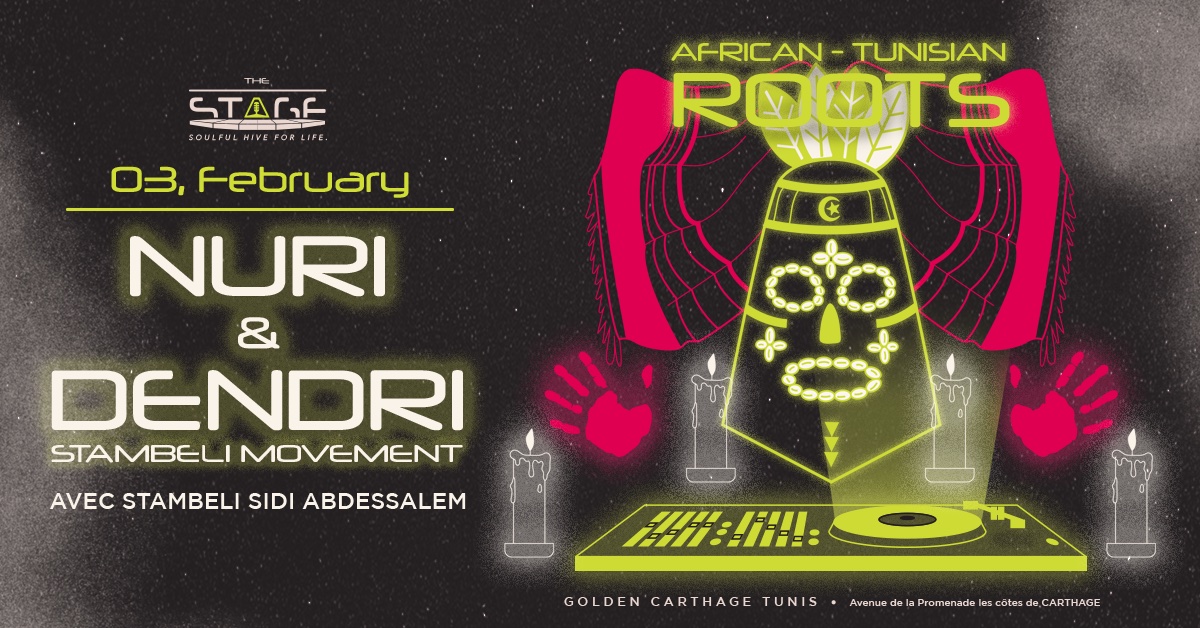 THE
STAGE
SOULFUL HIVE FOR LIFE.
03, February
NURI
&
DENDRI
STAMBELI MOVEMENT
AVEC STAMBELI SIDI ABDESSALEM
AFRICAN - TUNISIAN
ROOTS
GOLDEN CARTHAGE TUNIS • Avenue de la Promenade les côtes de CARTHAGE